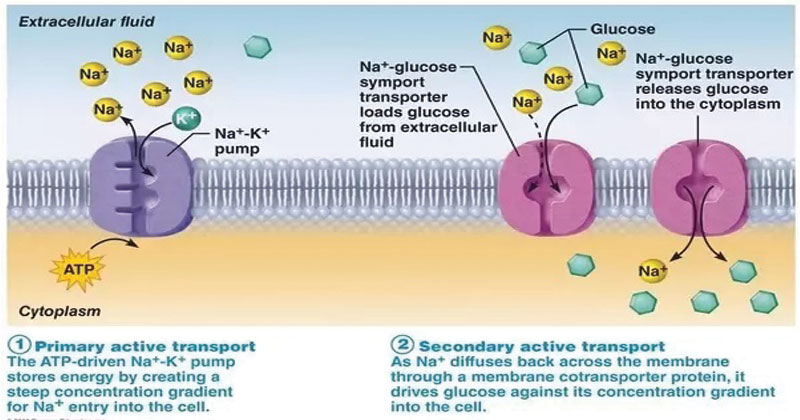 Extracellular fluid
Na+
Na+
Na+
Na+
Na+
Na+
Na+
K+
Na+-K+
pump
ATP
Cytoplasm
Na+-glucose
symport
transporter
loads glucose
from extracellular
fluid
Na+
Na+
Na+
Na+
Glucose
Na+-glucose
symport transporter
releases glucose
into the cytoplasm
Na+
1 Primary active transport
The ATP-driven Na+-K+ pump
stores energy by creating a
steep concentration gradient
for Na+ entry into the cell.
2 Secondary active transport
As Na+ diffuses back across the membrane
through a membrane cotransporter protein, it
drives glucose against its concentration gradient
into the cell.